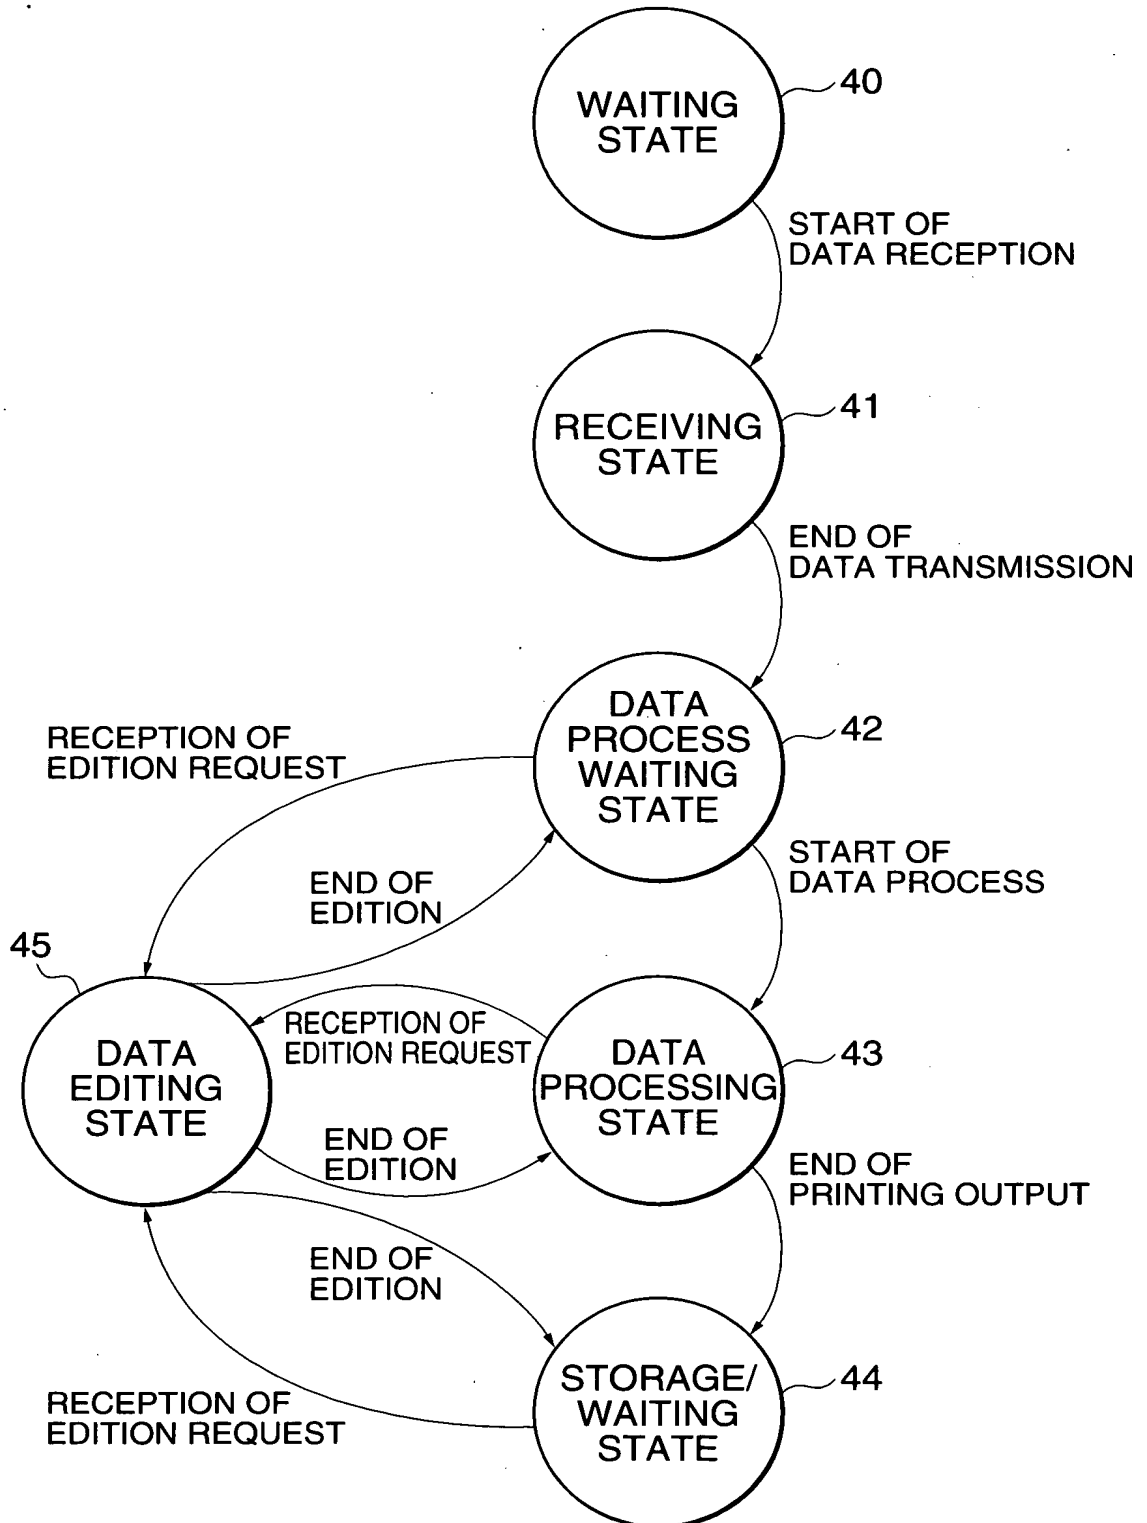 WAITING
STATE
40
START OF
DATA RECEPTION
RECEIVING
STATE
41
END OF
DATA TRANSMISSION
DATA
PROCESS
WAITING
STATE
42
RECEPTION OF
EDITION REQUEST
START OF
DATA PROCESS
END OF
EDITION
45
DATA
EDITING
STATE
RECEPTION OF
EDITION REQUEST
DATA
PROCESSING
STATE
43
END OF
EDITION
END OF
PRINTING OUTPUT
END OF
EDITION
STORAGE/
WAITING
STATE
44
RECEPTION OF
EDITION REQUEST